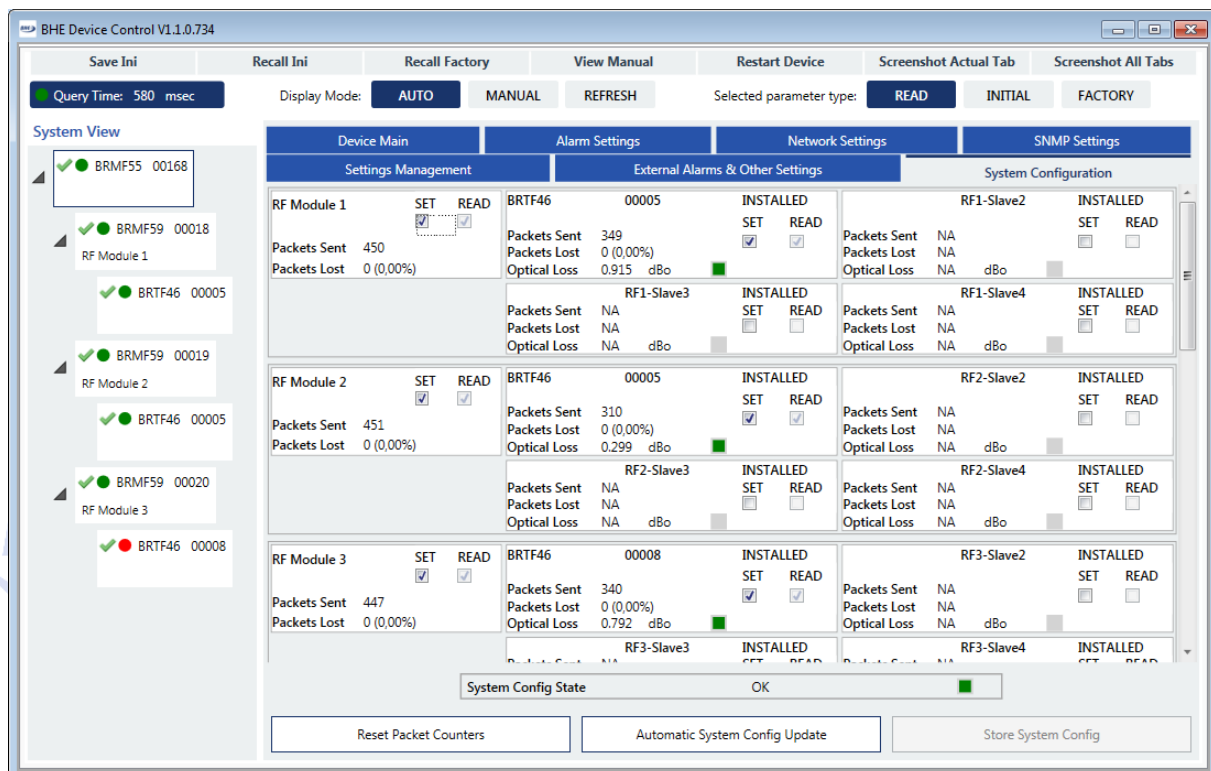 BHE Device Control V1.1.0.734
Save Ini Recall Ini Recall Factory View Manual Restart Device Screenshot Actual Tab Screenshot All Tabs
Query Time: 580 msec Display Mode: AUTO MANUAL REFRESH Selected parameter type: READ INITIAL FACTORY
System View
BRMF55 00168
BRMF59 00018
RF Module 1
BRTF46 00005
BRMF59 00019
RF Module 2
BRTF46 00005
BRMF59 00020
RF Module 3
BRTF46 00008
Device Main Alarm Settings Network Settings SNMP Settings
Settings Management External Alarms & Other Settings System Configuration
RF Module 1 SET READ
Packets Sent 450
Packets Lost 0 (0,00%)
BRTF46 00005 INSTALLED
SET READ
Packets Sent 349
Packets Lost 0 (0,00%)
Optical Loss 0.915 dBo
RF1-Slave2 INSTALLED
SET READ
Packets Sent NA
Packets Lost NA
Optical Loss NA dBo
RF1-Slave3 INSTALLED
Packets Sent NA SET READ
Packets Lost NA
Optical Loss NA dBo
RF1-Slave4 INSTALLED
Packets Sent NA SET READ
Packets Lost NA
Optical Loss NA dBo
RF Module 2 SET READ
Packets Sent 451
Packets Lost 0 (0,00%)
BRTF46 00005 INSTALLED
SET READ
Packets Sent 310
Packets Lost 0 (0,00%)
Optical Loss 0.299 dBo
RF2-Slave2 INSTALLED
SET READ
Packets Sent NA
Packets Lost NA
Optical Loss NA dBo
RF2-Slave3 INSTALLED
Packets Sent NA SET READ
Packets Lost NA
Optical Loss NA dBo
RF2-Slave4 INSTALLED
Packets Sent NA SET READ
Packets Lost NA
Optical Loss NA dBo
RF Module 3 SET READ
Packets Sent 447
Packets Lost 0 (0,00%)
BRTF46 00008 INSTALLED
SET READ
Packets Sent 340
Packets Lost 0 (0,00%)
Optical Loss 0.792 dBo
RF3-Slave2 INSTALLED
SET READ
Packets Sent NA
Packets Lost NA
Optical Loss NA dBo
RF3-Slave3 INSTALLED
RF3-Slave4 INSTALLED
System Config State OK
Reset Packet Counters Automatic System Config Update Store System Config